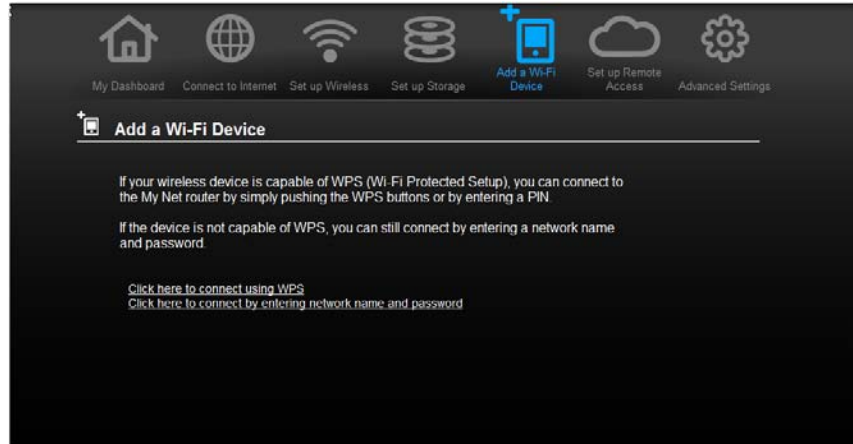 My Dashboard
Connect to Internet
Set up Wireless
Set up Storage
Add a Wi-Fi
Device
Set up Remote
Access
Advanced Settings
Add a Wi-Fi Device
If your wireless device is capable of WPS (Wi-Fi Protected Setup), you can connect to
the My Net router by simply pushing the WPS buttons or by entering a PIN.
If the device is not capable of WPS, you can still connect by entering a network name
and password.
Click here to connect using WPS
Click here to connect by entering network name and password